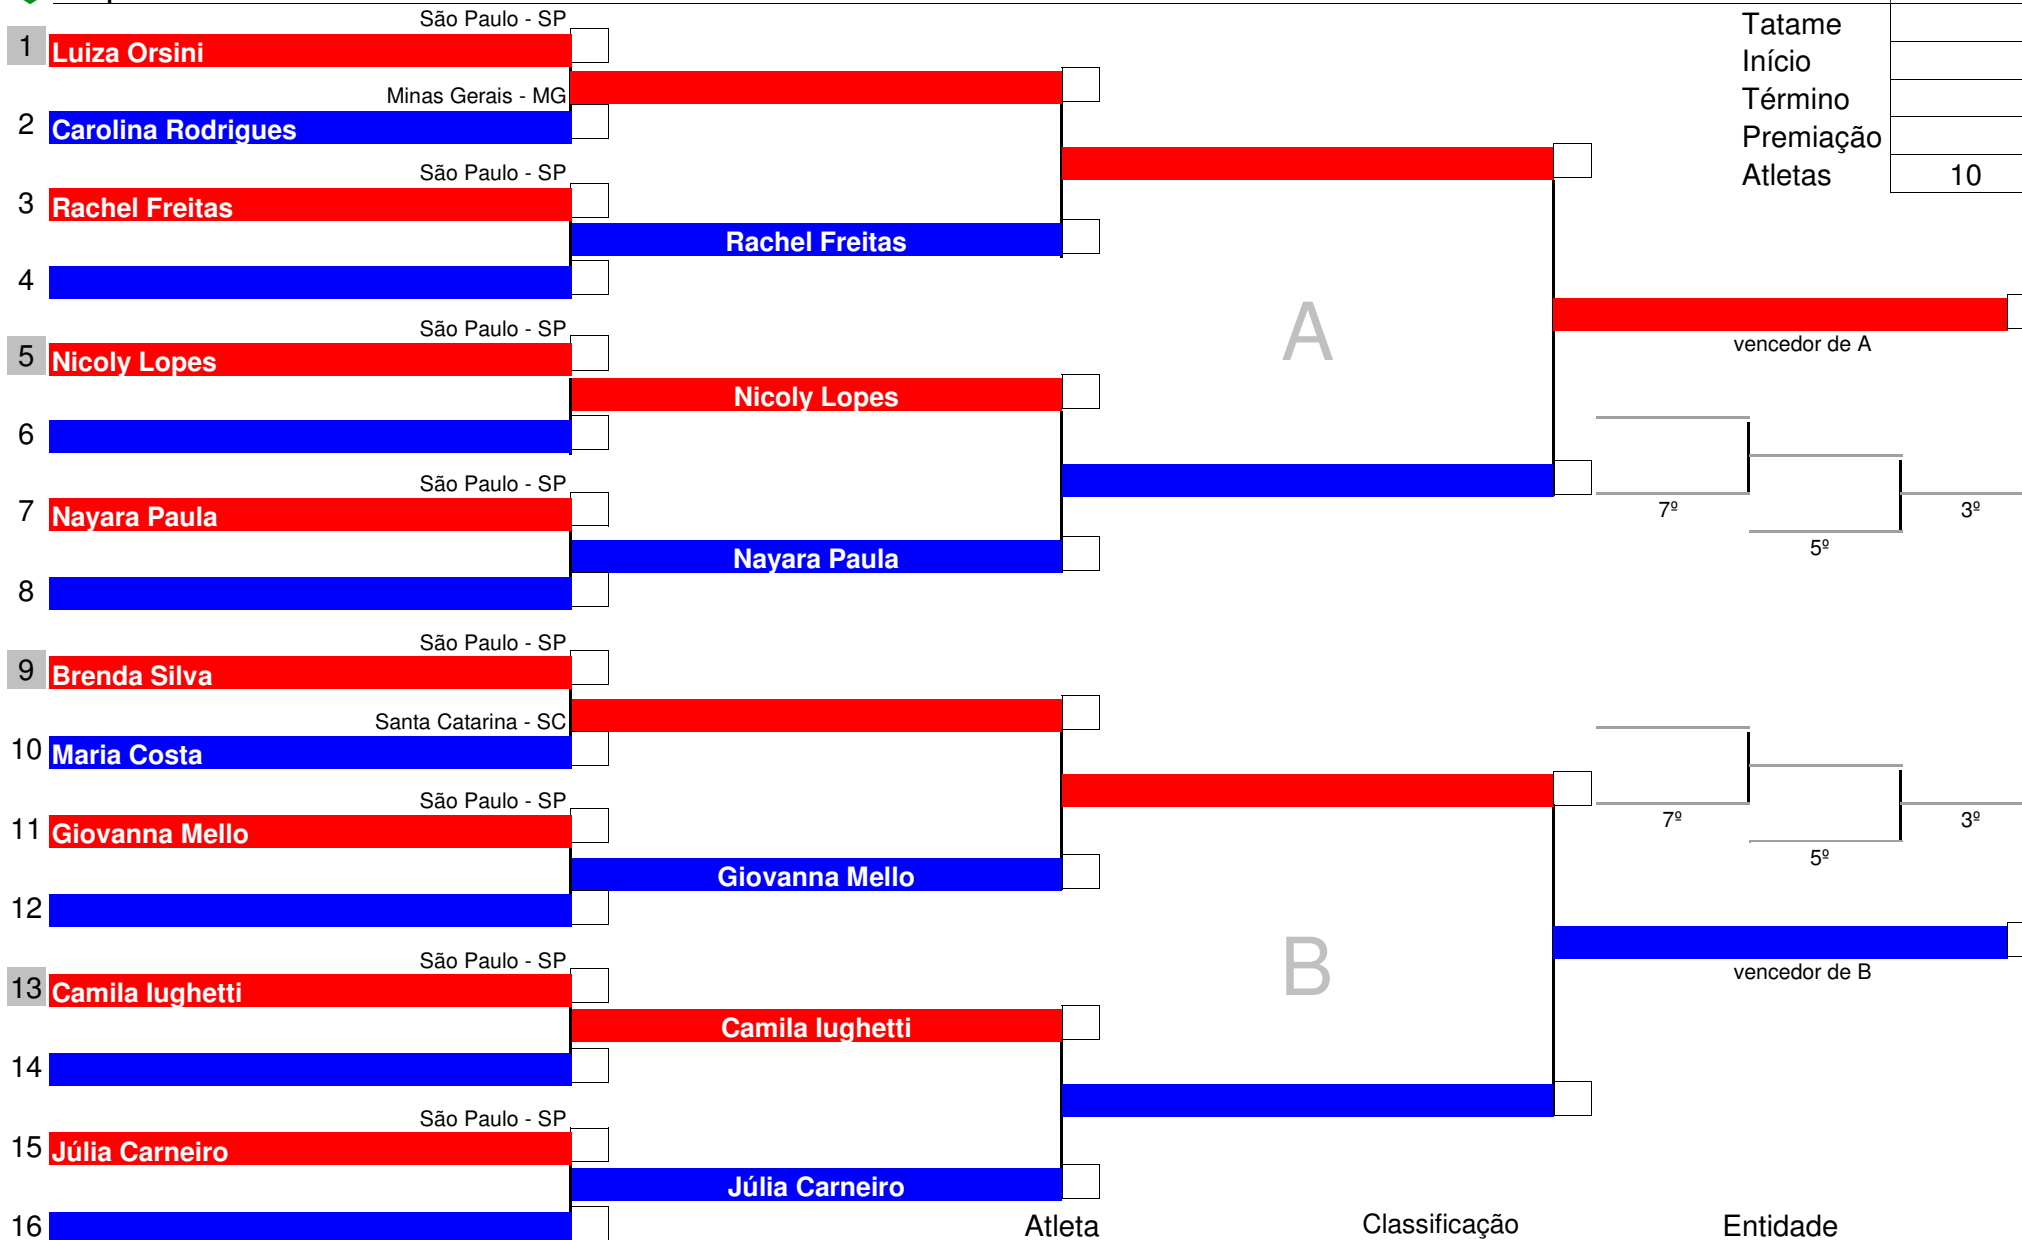 São Paulo - SP
1 Luiza Orsini
Minas Gerais - MG
2 Carolina Rodrigues
São Paulo - SP
3 Rachel Freitas
Rachel Freitas
4
São Paulo - SP
5 Nicoly Lopes
Nicoly Lopes
6
São Paulo - SP
7 Nayara Paula
Nayara Paula
8
São Paulo - SP
9 Brenda Silva
Santa Catarina - SC
10 Maria Costa
São Paulo - SP
11 Giovanna Mello
Giovanna Mello
12
São Paulo - SP
13 Camila Iughetti
Camila Iughetti
14
São Paulo - SP
15 Júlia Carneiro
Júlia Carneiro
16
A
B
Tatame
Início
Término
Premiação
Atletas 10
vencedor de A
7º
5º
3º
7º
5º
3º
vencedor de B
Atleta Classificação Entidade